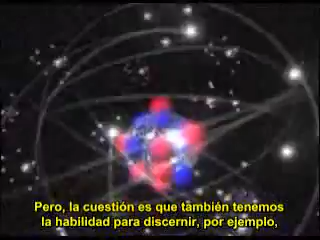 Pero, la cuestión es que también tenemos
la habilidad para discernir, por ejemplo,